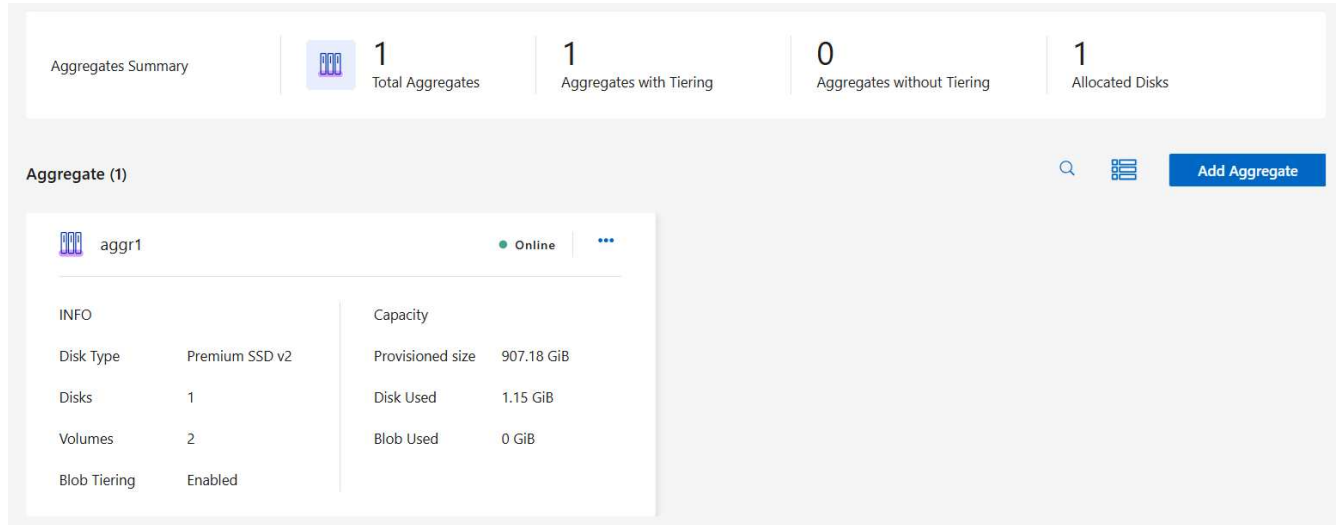 Aggregates Summary
1
Total Aggregates
1
Aggregates with Tiering
0
Aggregates without Tiering
1
Allocated Disks
Aggregate (1)
Add Aggregate
aggr1
Online
INFO
Disk Type Premium SSD v2
Disks 1
Volumes 2
Blob Tiering Enabled
Capacity
Provisioned size 907.18 GiB
Disk Used 1.15 GiB
Blob Used 0 GiB